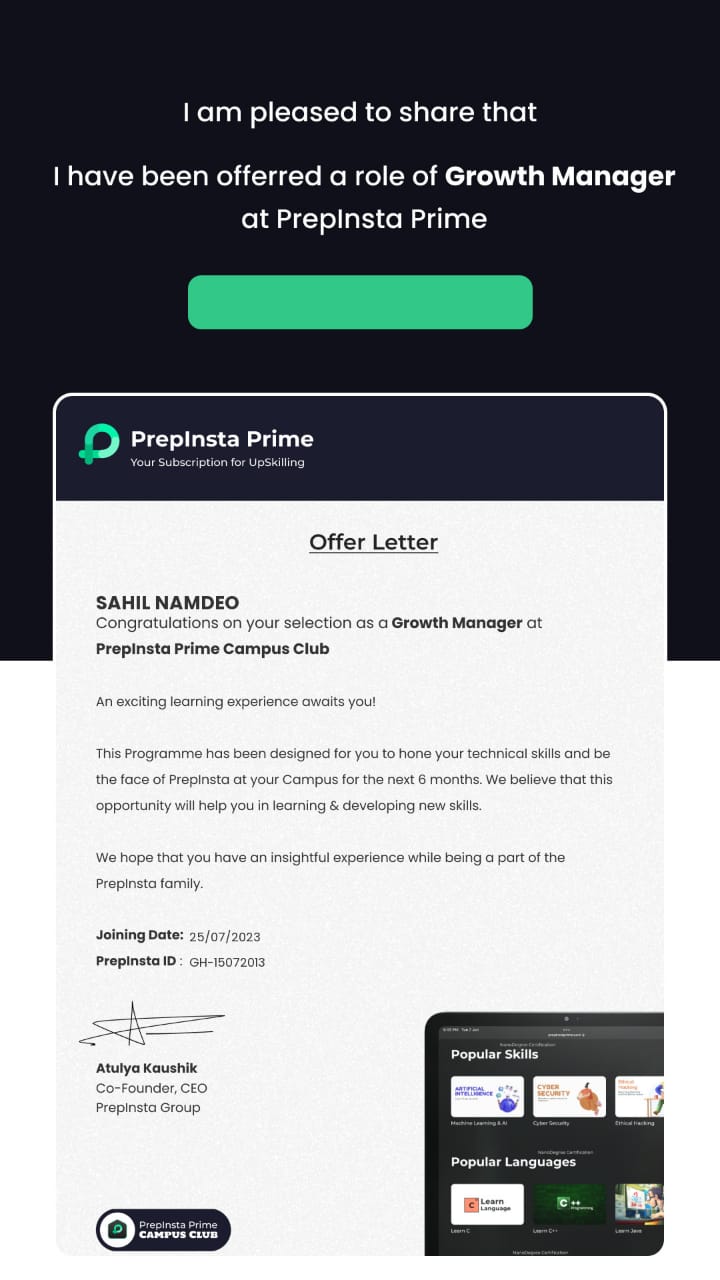 I am pleased to share that
I have been offerred a role of Growth Manager
at PrepInsta Prime
PrepInsta Prime
Your Subscription for UpSkilling
Offer Letter
SAHIL NAMDEO
Congratulations on your selection as a Growth Manager at
PrepInsta Prime Campus Club
An exciting learning experience awaits you!
This Programme has been designed for you to hone your technical skills and be
the face of PrepInsta at your Campus for the next 6 months. We believe that this
opportunity will help you in learning & developing new skills.
We hope that you have an insightful experience while being a part of the
PrepInsta family.
Joining Date: 25/07/2023
PrepInsta ID : GH-15072013
Atulya Kaushik
Co-Founder, CEO
PrepInsta Group
PrepInsta Prime
CAMPUS CLUB
NanoDegree Certification
Popular Skills
ARTIFICIAL
INTELLIGENCE
CYBER
SECURITY
Ethical
Hacking
Machine Learning & AI
Cyber Security
Ethical Hacking
NanoDegree Certification
Popular Languages
C Learn
Language
C ++
Programming
Learn C
Learn C++
Learn Java
NanoDegree Certification